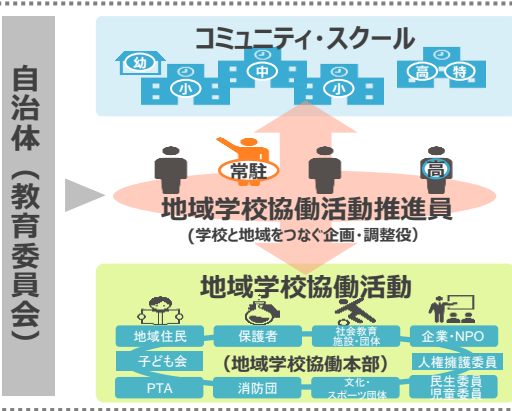 自治体（教育委員会）
コミュニティ・スクール
幼
小
中
小
高
特
常駐
高
地域学校協働活動推進員
(学校と地域をつなぐ企画・調整役)
地域学校協働活動
地域住民
保護者
社会教育
施設・団体
企業・NPO
子ども会
(地域学校協働本部)
人権擁護委員
PTA
消防団
文化・
スポーツ団体
民生委員
児童委員